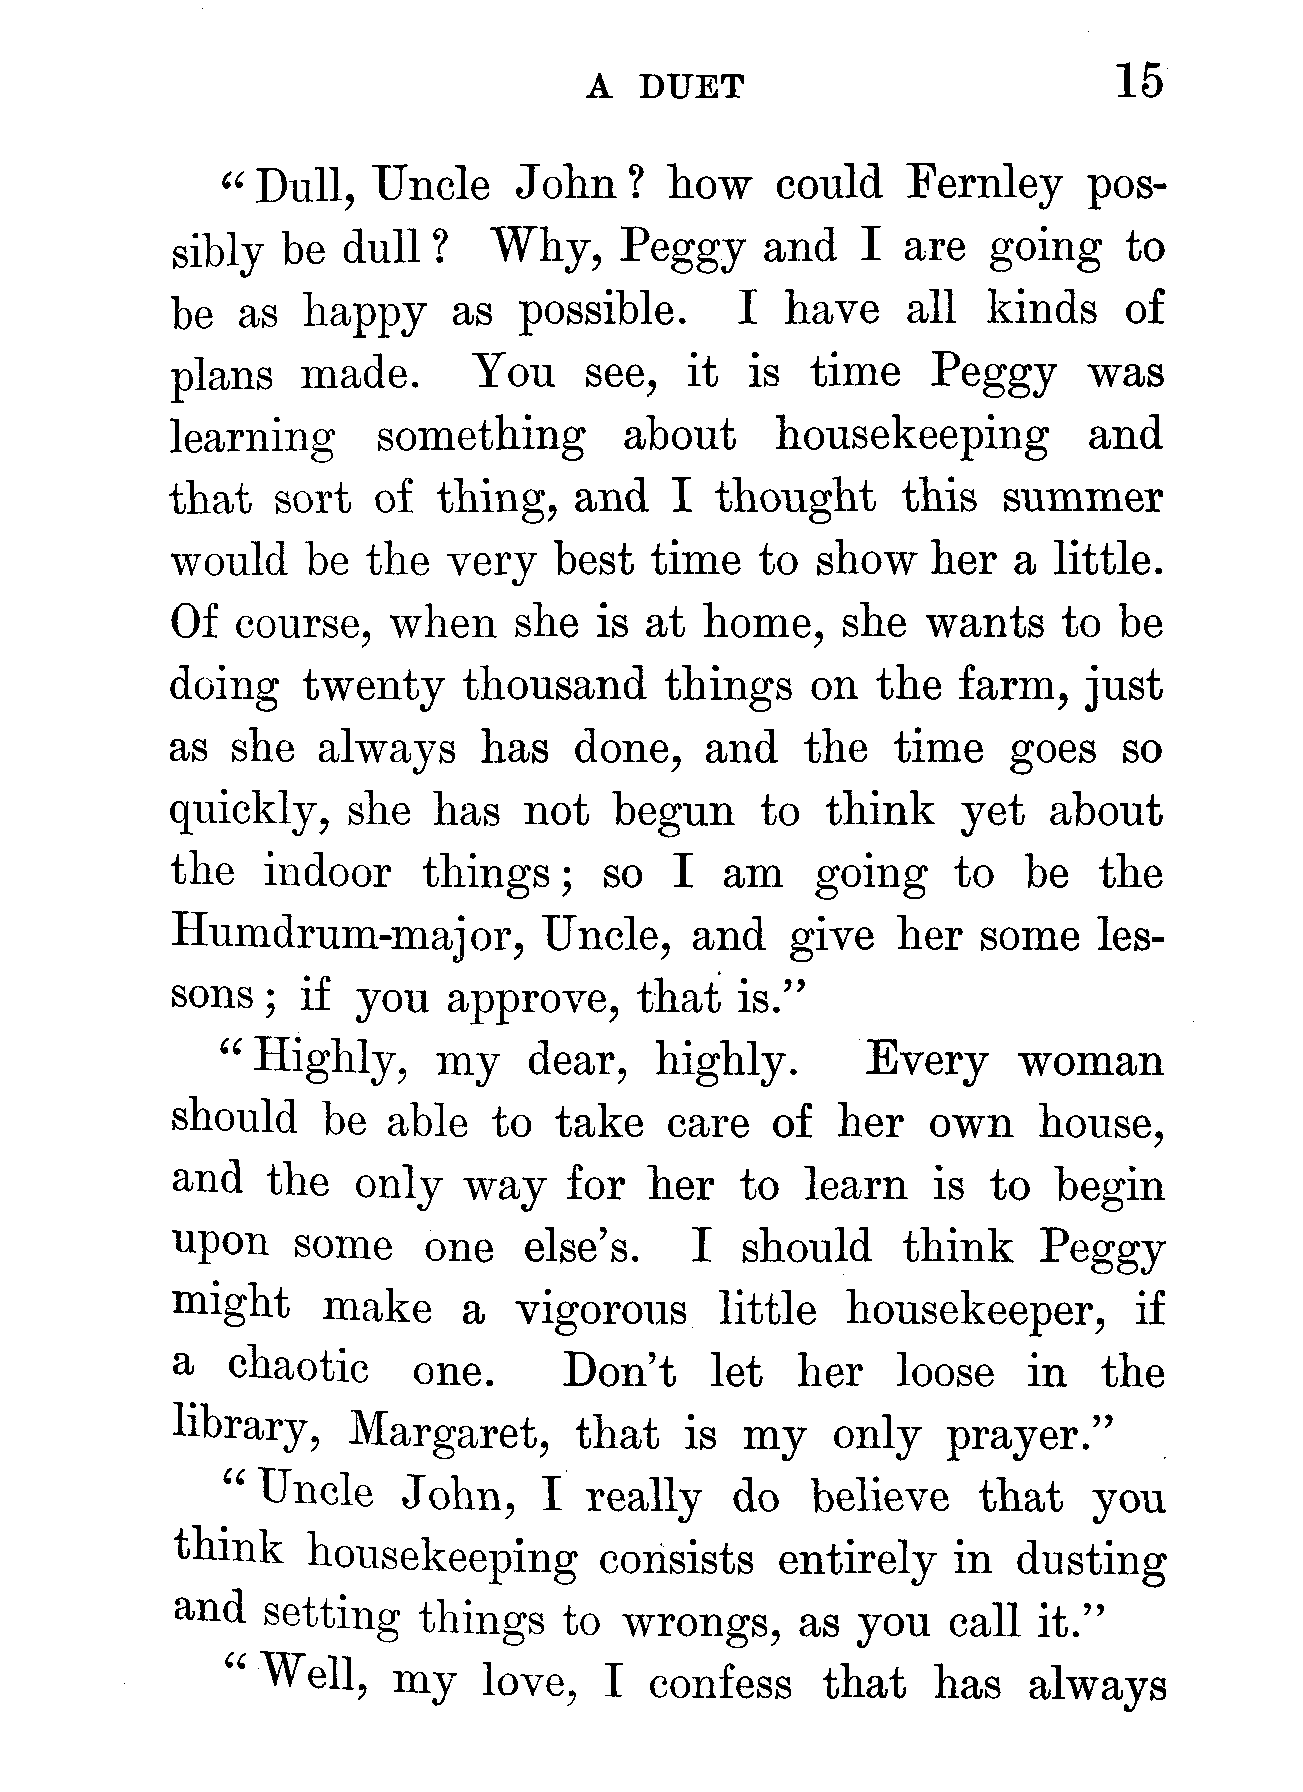 A DUET 15
“Dull, Uncle John? how could Fernley pos-
sibly be dull? Why, Peggy and I are going to
be as happy as possible. I have all kinds of
plans made. You see, it is time Peggy was
learning something about housekeeping and
that sort of thing, and I thought this summer
would be the very best time to show her a little.
Of course, when she is at home, she wants to be
doing twenty thousand things on the farm, just
as she always has done, and the time goes so
quickly, she has not begun to think yet about
the indoor things; so I am going to be the
Humdrum-major, Uncle, and give her some les-
sons; if you approve, that is.”
“Highly, my dear, highly. Every woman
should be able to take care of her own house,
and the only way for her to learn is to begin
upon some one else’s. I should think Peggy
might make a vigorous little housekeeper, if
a chaotic one. Don’t let her loose in the
library, Margaret, that is my only prayer.”
“Uncle John, I really do believe that you
think housekeeping consists entirely in dusting
and setting things to wrongs, as you call it.”
“Well, my love, I confess that has always